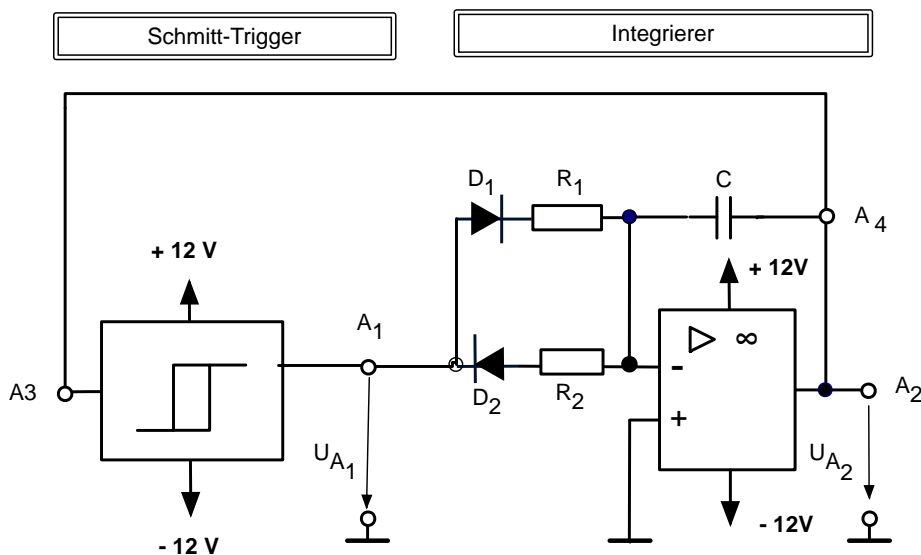 Schmitt-Trigger
Integrierer
D1
R1
C
A4
+ 12 V
+ 12V
A1
▷ ∞
A3
D2
R2
-
A2
+
UA1
UA2
- 12 V
- 12V